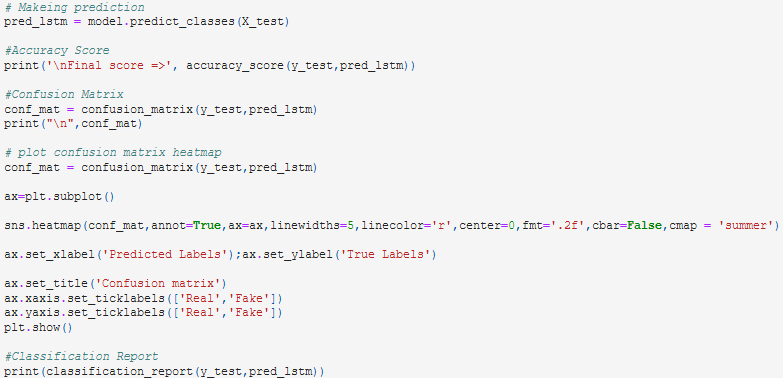 # Makeing prediction
pred_lstm = model.predict_classes(X_test)
#Accuracy Score
print('\nFinal score =>', accuracy_score(y_test,pred_lstm))
#Confusion Matrix
conf_mat = confusion_matrix(y_test,pred_lstm)
print("\n",conf_mat)
# plot confusion matrix heatmap
conf_mat = confusion_matrix(y_test,pred_lstm)
ax=plt.subplot()
sns.heatmap(conf_mat,annot=True,ax=ax,linewidths=5,linecolor='r',center=0,fmt='.2f',cbar=False,cmap = 'summer')
ax.set_xlabel('Predicted Labels');ax.set_ylabel('True Labels')
ax.set_title('Confusion matrix')
ax.xaxis.set_ticklabels(['Real','Fake'])
ax.yaxis.set_ticklabels(['Real','Fake'])
plt.show()
#Classification Report
print(classification_report(y_test,pred_lstm))